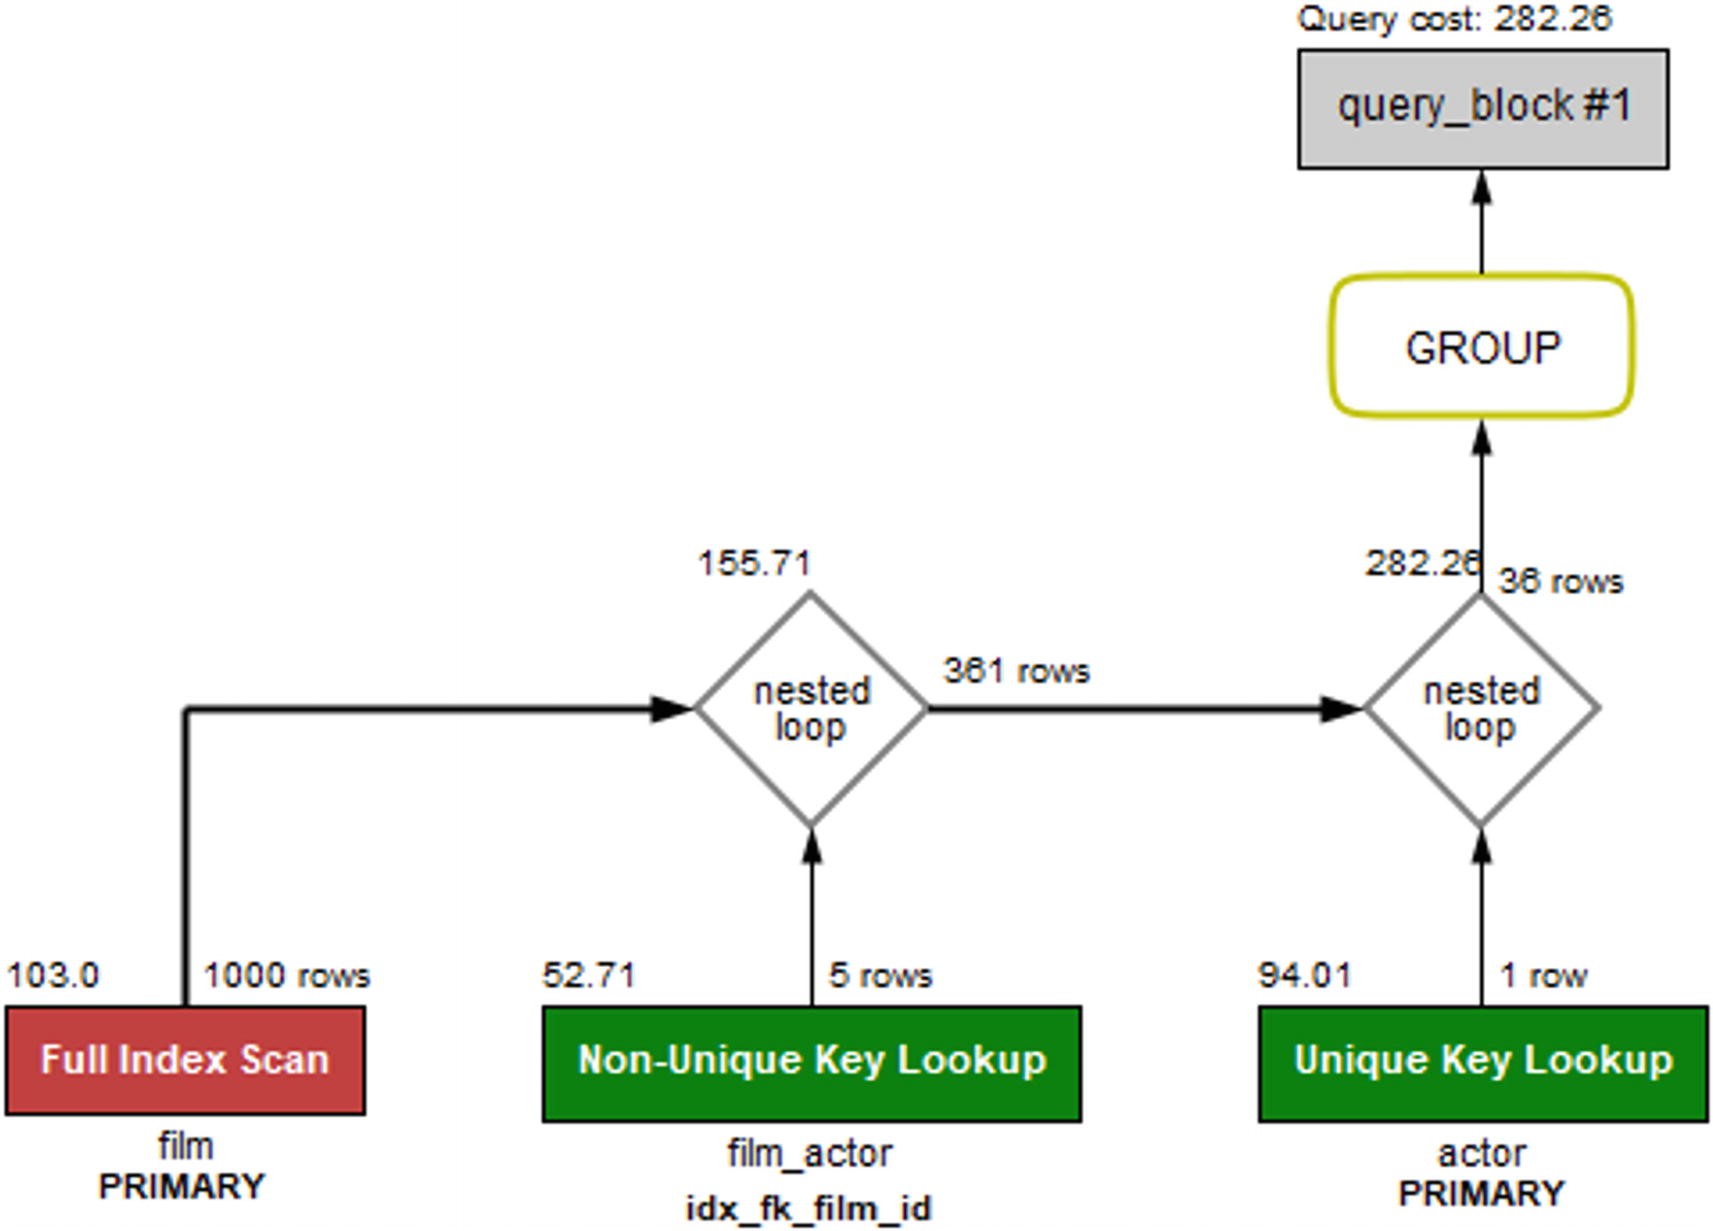 Query cost: 282.26
query_block #1
GROUP
155.71
282.26
36 rows
nested
loop
361 rows
nested
loop
103.0
1000 rows
52.71
5 rows
94.01
1 row
Full Index Scan
Non-Unique Key Lookup
Unique Key Lookup
film
PRIMARY
film_actor
idx_fk_film_id
actor
PRIMARY